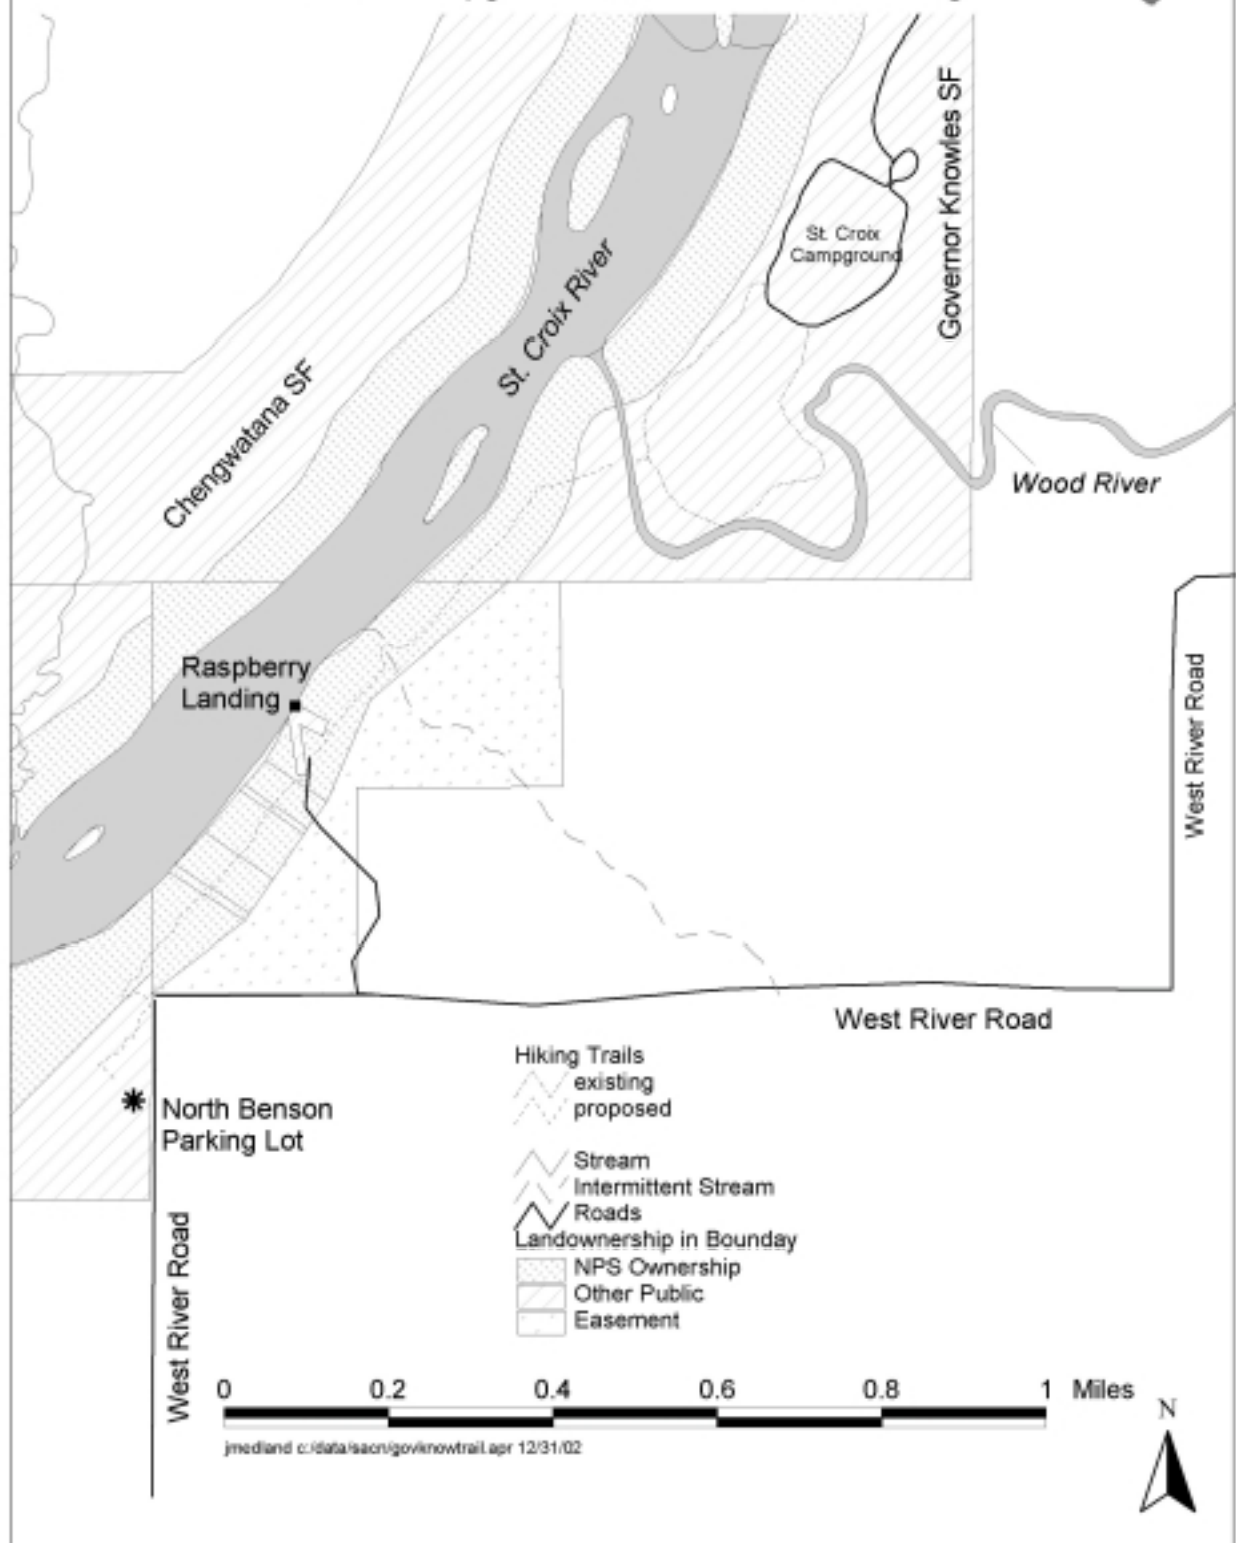 Governor Knowles SF
St. Croix
Campground
St. Croix River
Chengwatana SF
Wood River
Raspberry
Landing
West River Road
West River Road
Hiking Trails
existing
proposed
North Benson
Parking Lot
Stream
Intermittent Stream
Roads
Landownership in Bounday
NPS Ownership
Other Public
Easement
West River Road
0 0.2 0.4 0.6 0.8 1 Miles
N
jmedland c:/data/sacn/govknowtrail.apr 12/31/02